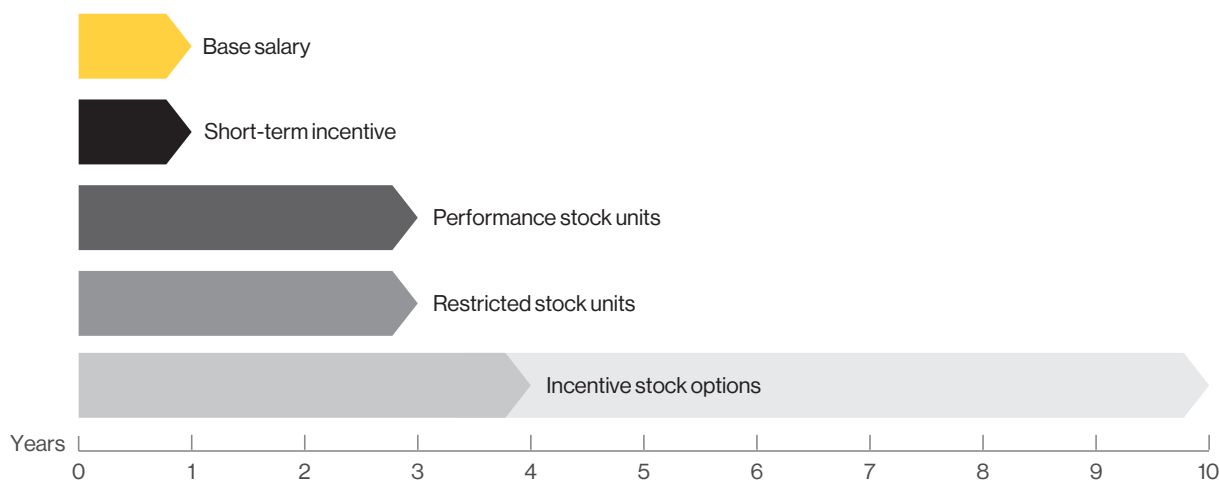 Base salary
Short-term incentive
Performance stock units
Restricted stock units
Incentive stock options
Years
0 1 2 3 4 5 6 7 8 9 10